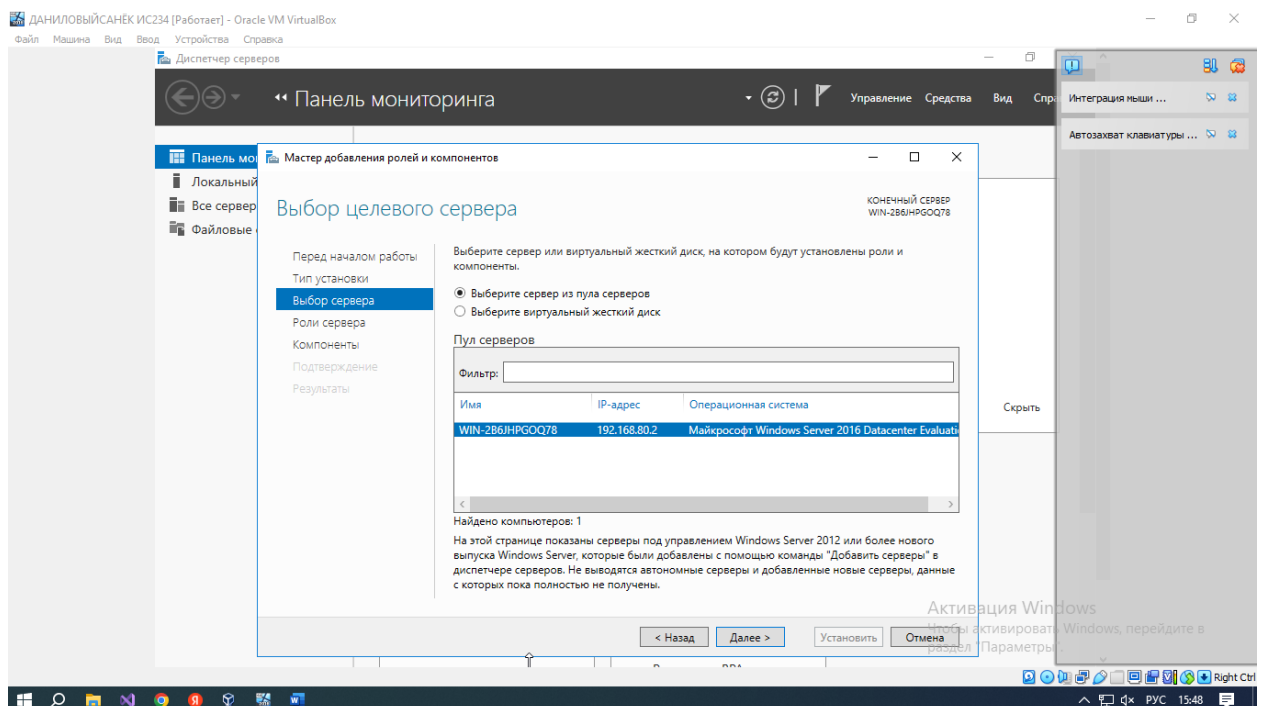 ДАНИЛОВЫЙСАНЁК ИС234 [Работает] - Oracle VM VirtualBox
Файл Машина Вид Ввод Устройства Справка
Диспетчер серверов
Панель мониторинга
Управление Средства Вид Спра
Интеграция мыши ...
Автозахват клавиатуры ...
Панель мо
Локальный
Все сервер
Файловые
Мастер добавления ролей и компонентов
Выбор целевого сервера
КОНЕЧНЫЙ СЕРВЕР
WIN-2B6JHPGOQ78
Перед началом работы
Тип установки
Выбор сервера
Роли сервера
Компоненты
Подтверждение
Результаты
Выберите сервер или виртуальный жесткий диск, на котором будут установлены роли и
компоненты.
Выберите сервер из пула серверов
Выберите виртуальный жесткий диск
Пул серверов
Фильтр:
Имя IP-адрес Операционная система
WIN-2B6JHPGOQ78 192.168.80.2 Майкрософт Windows Server 2016 Datacenter Evaluati
Найдено компьютеров: 1
На этой странице показаны серверы под управлением Windows Server 2012 или более нового
выпуска Windows Server, которые были добавлены с помощью команды "Добавить серверы" в
диспетчере серверов. Не выводятся автономные серверы и добавленные новые серверы, данные
с которых пока полностью не получены.
< Назад Далее > Установить Отмена
Скрыть
Активация Windows
Чтобы активировать Windows, перейдите в
раздел "Параметры".
Right Ctrl
РУС 15:48